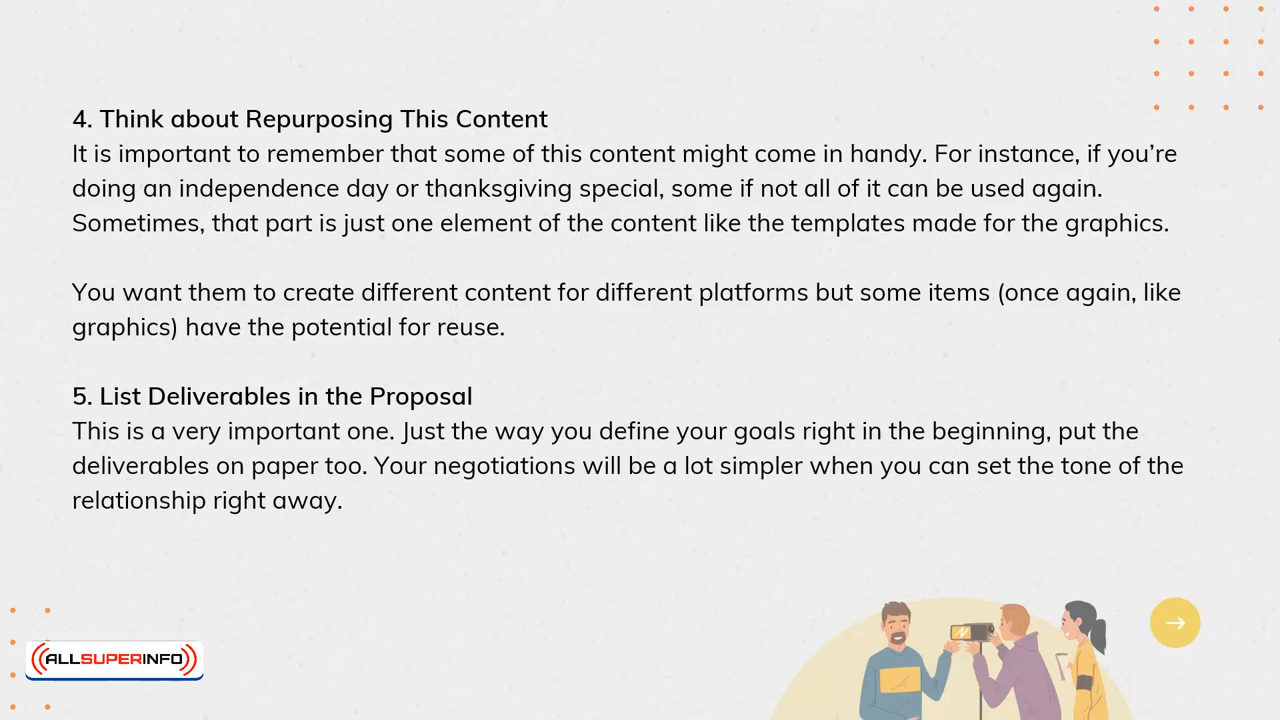 4. Think about Repurposing This Content
It is important to remember that some of this content might come in handy. For instance, if you’re
doing an independence day or thanksgiving special, some if not all of it can be used again.
Sometimes, that part is just one element of the content like the templates made for the graphics.
You want them to create different content for different platforms but some items (once again, like
graphics) have the potential for reuse.
5. List Deliverables in the Proposal
This is a very important one. Just the way you define your goals right in the beginning, put the
deliverables on paper too. Your negotiations will be a lot simpler when you can set the tone of the
relationship right away.
ALLSUPERINFO